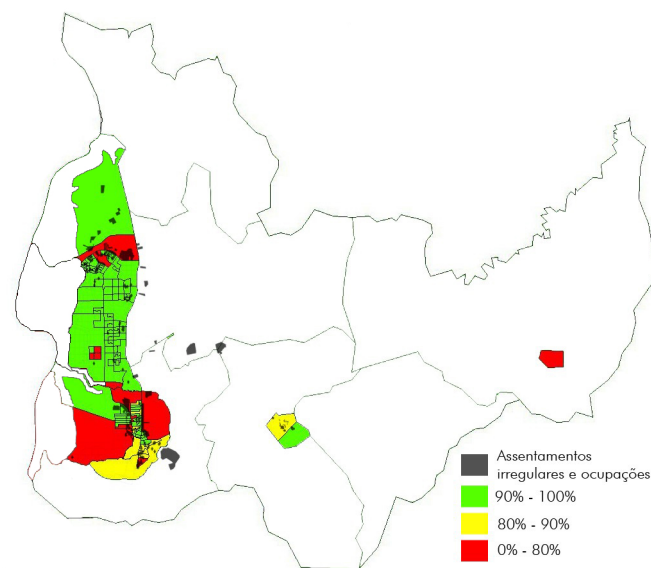 Assentamentos
irregulares e ocupações
90% - 100%
80% - 90%
0% - 80%